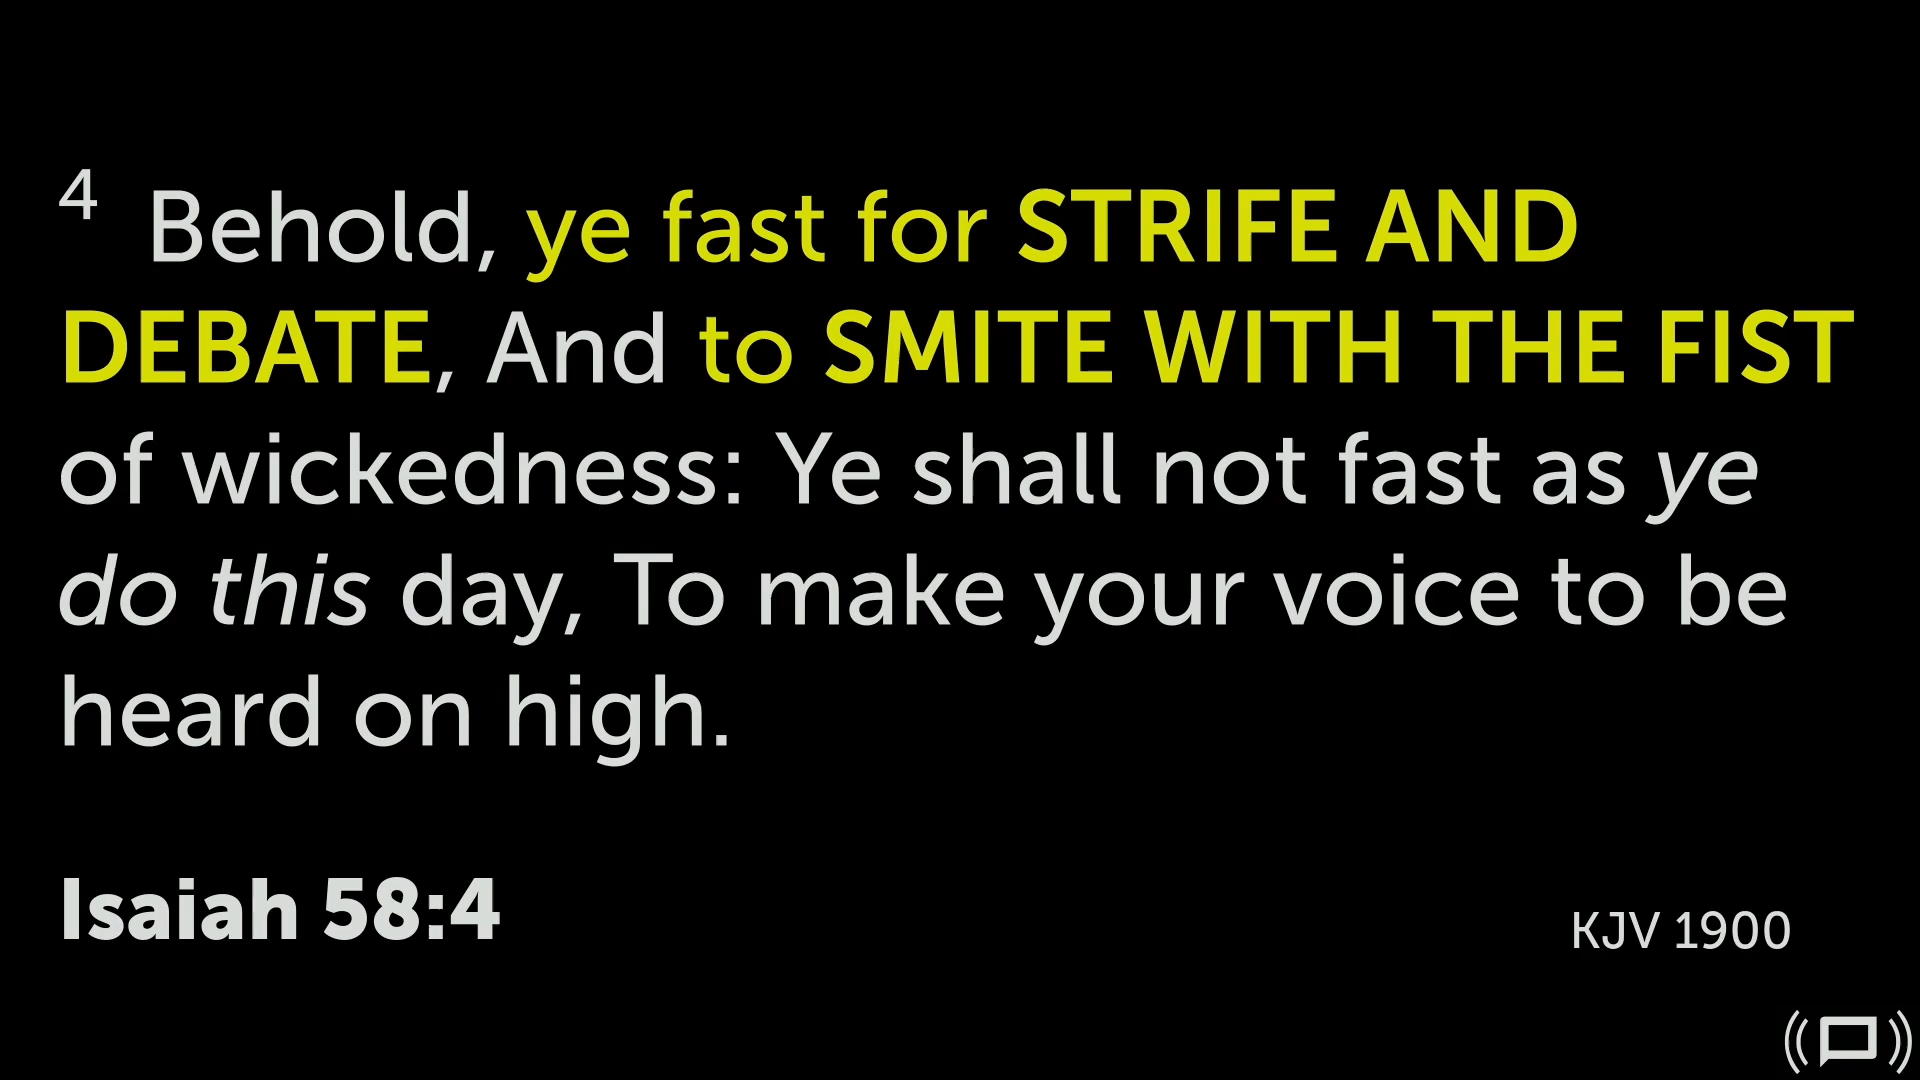 4 Behold, ye fast for STRIFE AND
DEBATE, And to SMITE WITH THE FIST
of wickedness: Ye shall not fast as ye
do this day, To make your voice to be
heard on high.
Isaiah 58:4
KJV 1900